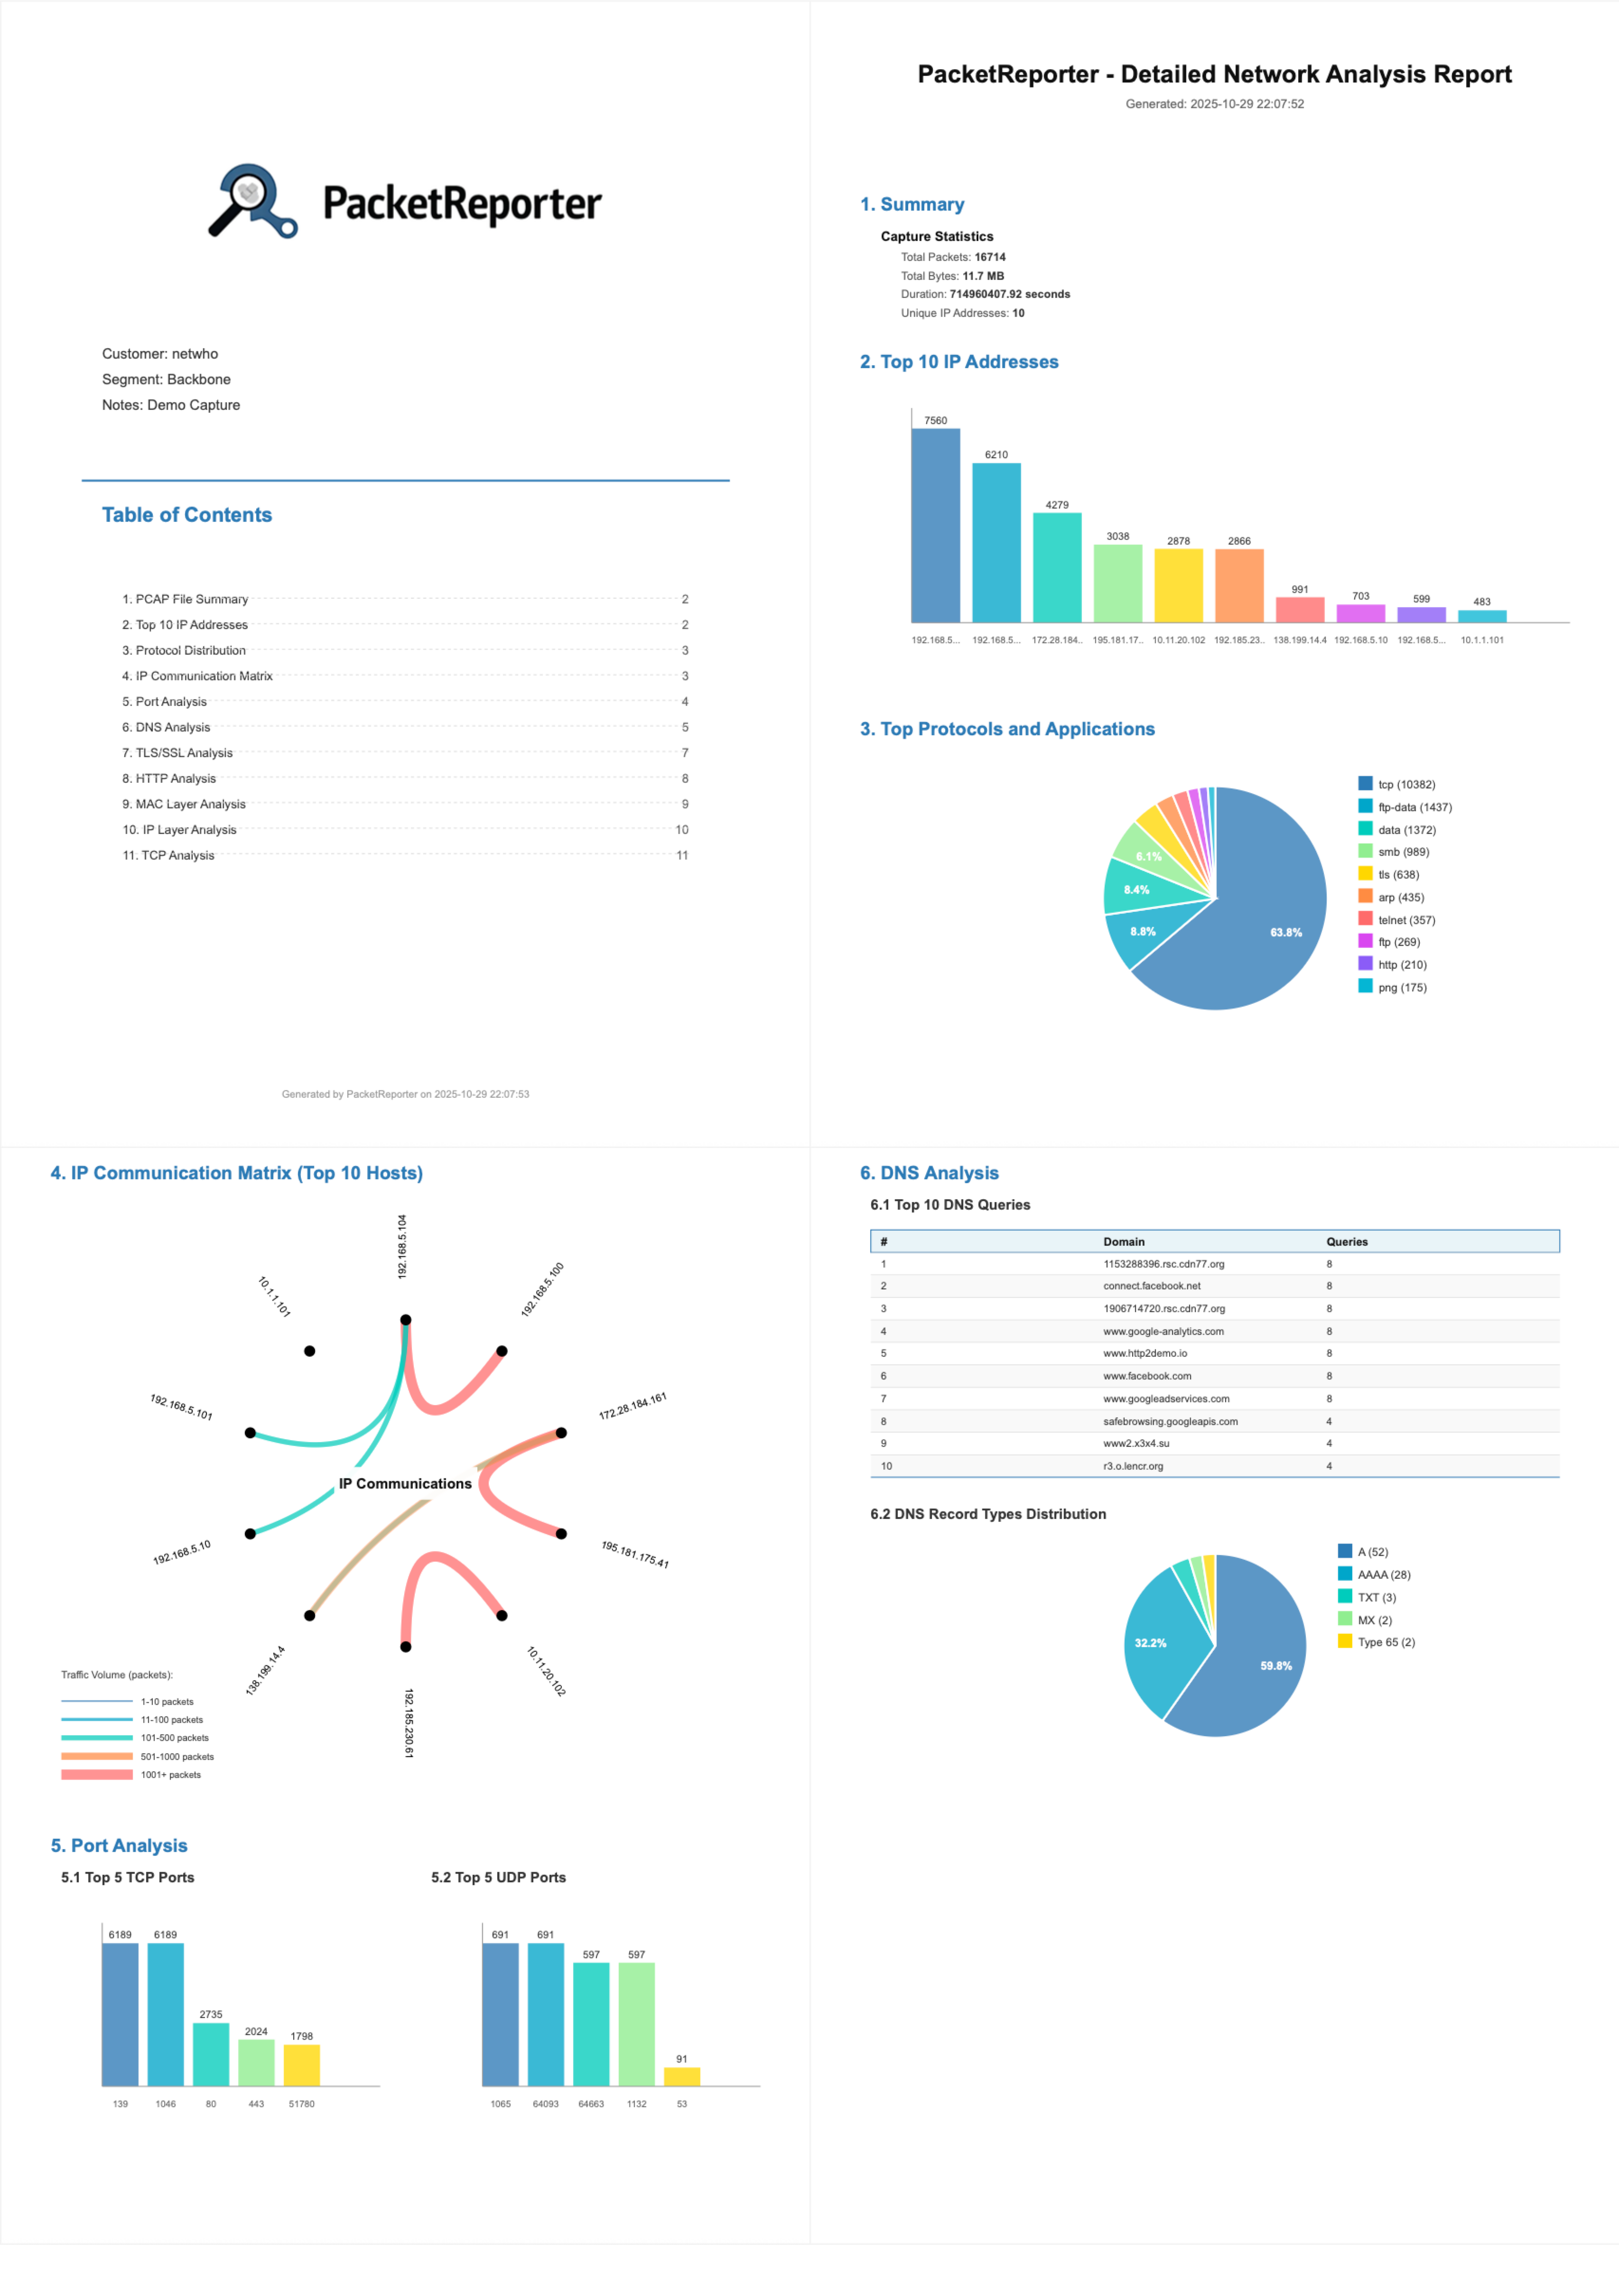 PacketReporter
Customer: netwho
Segment: Backbone
Notes: Demo Capture
Table of Contents
1. PCAP File Summary 2
2. Top 10 IP Addresses 2
3. Protocol Distribution 3
4. IP Communication Matrix 3
5. Port Analysis 4
6. DNS Analysis 5
7. TLS/SSL Analysis 7
8. HTTP Analysis 8
9. MAC Layer Analysis 9
10. IP Layer Analysis 10
11. TCP Analysis 11
Generated by PacketReporter on 2025-10-29 22:07:53
PacketReporter - Detailed Network Analysis Report
Generated: 2025-10-29 22:07:52
1. Summary
Capture Statistics
Total Packets: 16714
Total Bytes: 11.7 MB
Duration: 714960407.92 seconds
Unique IP Addresses: 10
2. Top 10 IP Addresses
7560
6210
4279
3038
2878
2866
991
703
599
483
192.168.5... 192.168.5... 172.28.184.. 195.181.17.. 10.11.20.102 192.185.23.. 138.199.14.4 192.168.5.10 192.168.5... 10.1.1.101
3. Top Protocols and Applications
63.8%
8.8%
8.4%
6.1%
tcp (10382)
ftp-data (1437)
data (1372)
smb (989)
tls (638)
arp (435)
telnet (357)
ftp (269)
http (210)
png (175)
4. IP Communication Matrix (Top 10 Hosts)
192.168.5.104
192.168.5.100
172.28.184.161
195.181.175.41
10.11.20.102
192.185.230.61
138.199.14.4
192.168.5.10
192.168.5.101
10.1.1.101
IP Communications
Traffic Volume (packets):
1-10 packets
11-100 packets
101-500 packets
501-1000 packets
1001+ packets
5. Port Analysis
5.1 Top 5 TCP Ports
6189 6189 2735 2024 1798
139 1046 80 443 51780
5.2 Top 5 UDP Ports
691 691 597 597 91
1065 64093 64663 1132 53
6. DNS Analysis
6.1 Top 10 DNS Queries
# Domain Queries
1 1153288396.rsc.cdn77.org 8
2 connect.facebook.net 8
3 1906714720.rsc.cdn77.org 8
4 www.google-analytics.com 8
5 www.http2demo.io 8
6 www.facebook.com 8
7 www.googleadservices.com 8
8 safebrowsing.googleapis.com 4
9 www2.x3x4.su 4
10 r3.o.lencr.org 4
6.2 DNS Record Types Distribution
59.8%
32.2%
A (52)
AAAA (28)
TXT (3)
MX (2)
Type 65 (2)